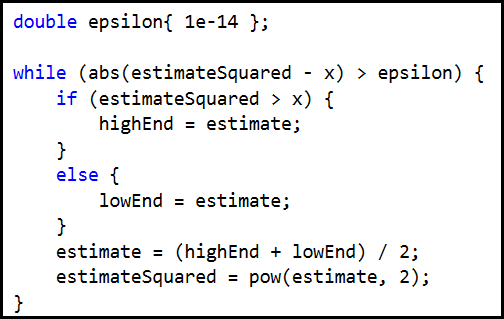 double epsilon{ 1e-14 };
while (abs(estimateSquared - x) > epsilon) {
    if (estimateSquared > x) {
        highEnd = estimate;
    }
    else {
        lowEnd = estimate;
    }
    estimate = (highEnd + lowEnd) / 2;
    estimateSquared = pow(estimate, 2);
}